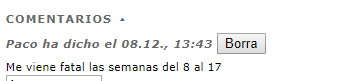 COMENTARIOS ▲
Paco ha dicho el 08.12., 13:43 Borra
Me viene fatal las semanas del 8 al 17